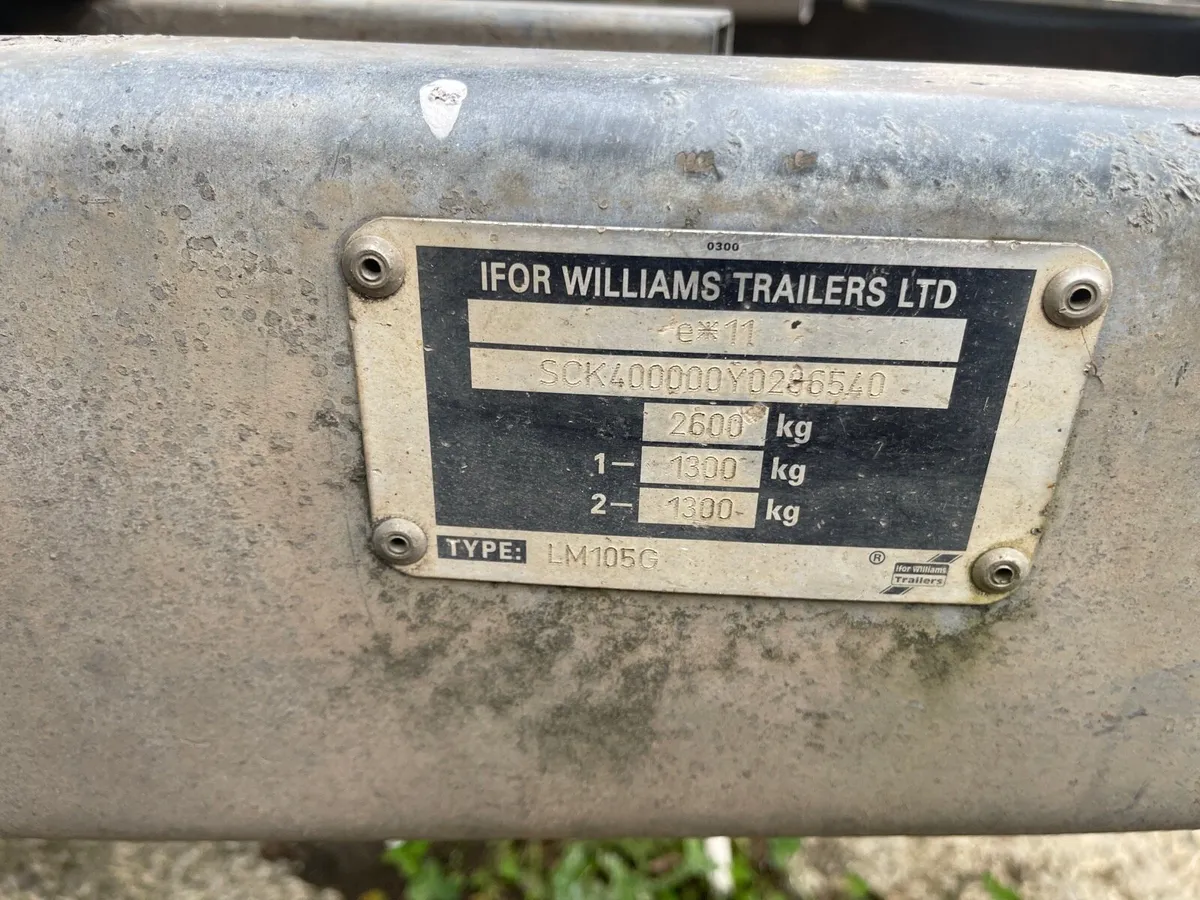 0300
IFOR WILLIAMS TRAILERS LTD
e*11
SCK400000Y0286540
2600 kg
1– 1300 kg
2– 1300 kg
TYPE: LM105G
®
Ifor Williams
Trailers